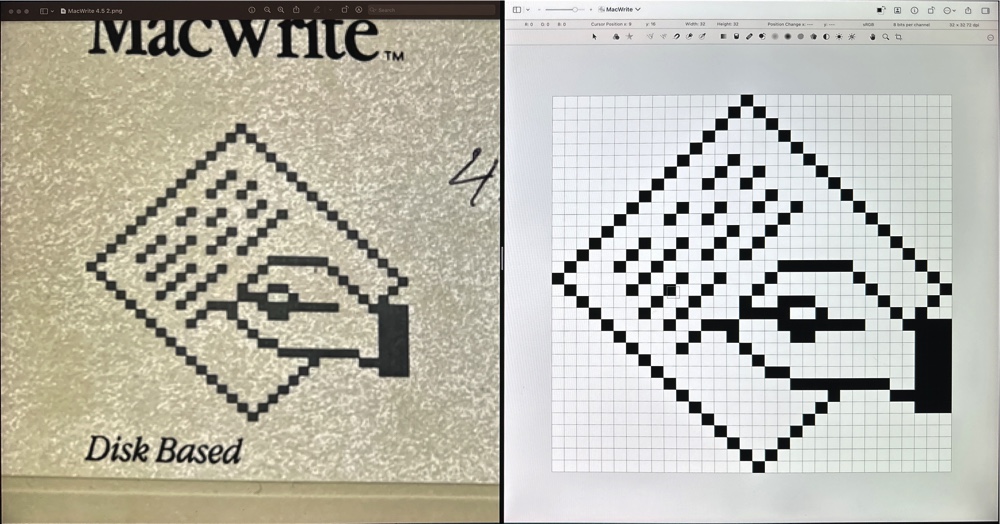 MacWrite 4.5 2.png
Search
MacWrite
R: 0 G: 0 B: 0
Cursor Position x: 9 y: 16
Width: 32 Height: 32
Position Change x: --- y: ---
sRGB
8 bits per channel
32 x 32 72 dpi
MacWrite™
4
Disk Based